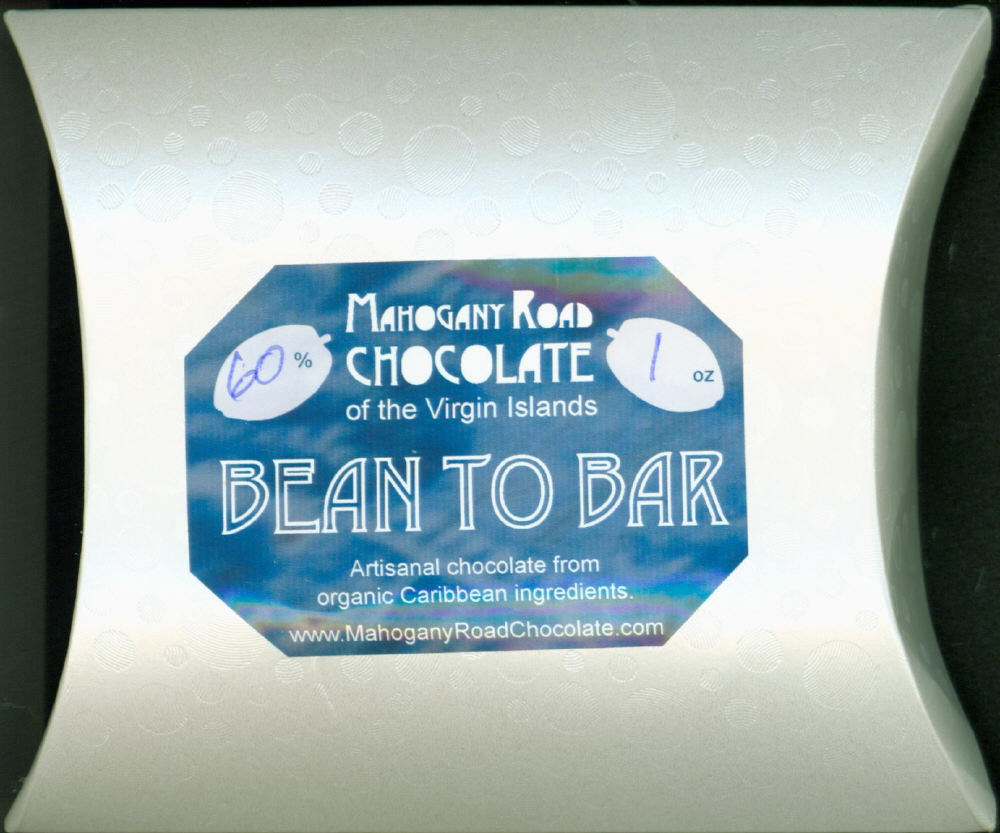 MAHOGANY ROAD
CHOCOLATE
of the Virgin Islands
60 %
1 oz
BEAN TO BAR
Artisanal chocolate from
organic Caribbean ingredients.
www.MahoganyRoadChocolate.com